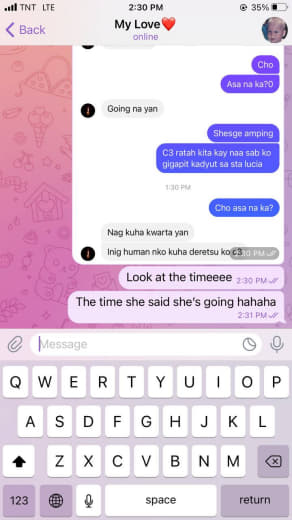 TNT LTE 2:30 PM 35%
Back
My Love❤️
online
Cho
Asa na ka?0
Going na yan
Shesge amping
C3 ratah kita kay naa sab ko
gigapit kadyut sa sta lucia
1:30 PM
Cho asa na ka?
Nag kuha kwarta yan
Inig human nko kuha deretsu ko c3
2:30 PM
Look at the timeeee 2:30 PM
The time she said she's going hahaha
2:31 PM
Message
Q W E R T Y U I O P
A S D F G H J K L
Z X C V B N M
123 space return